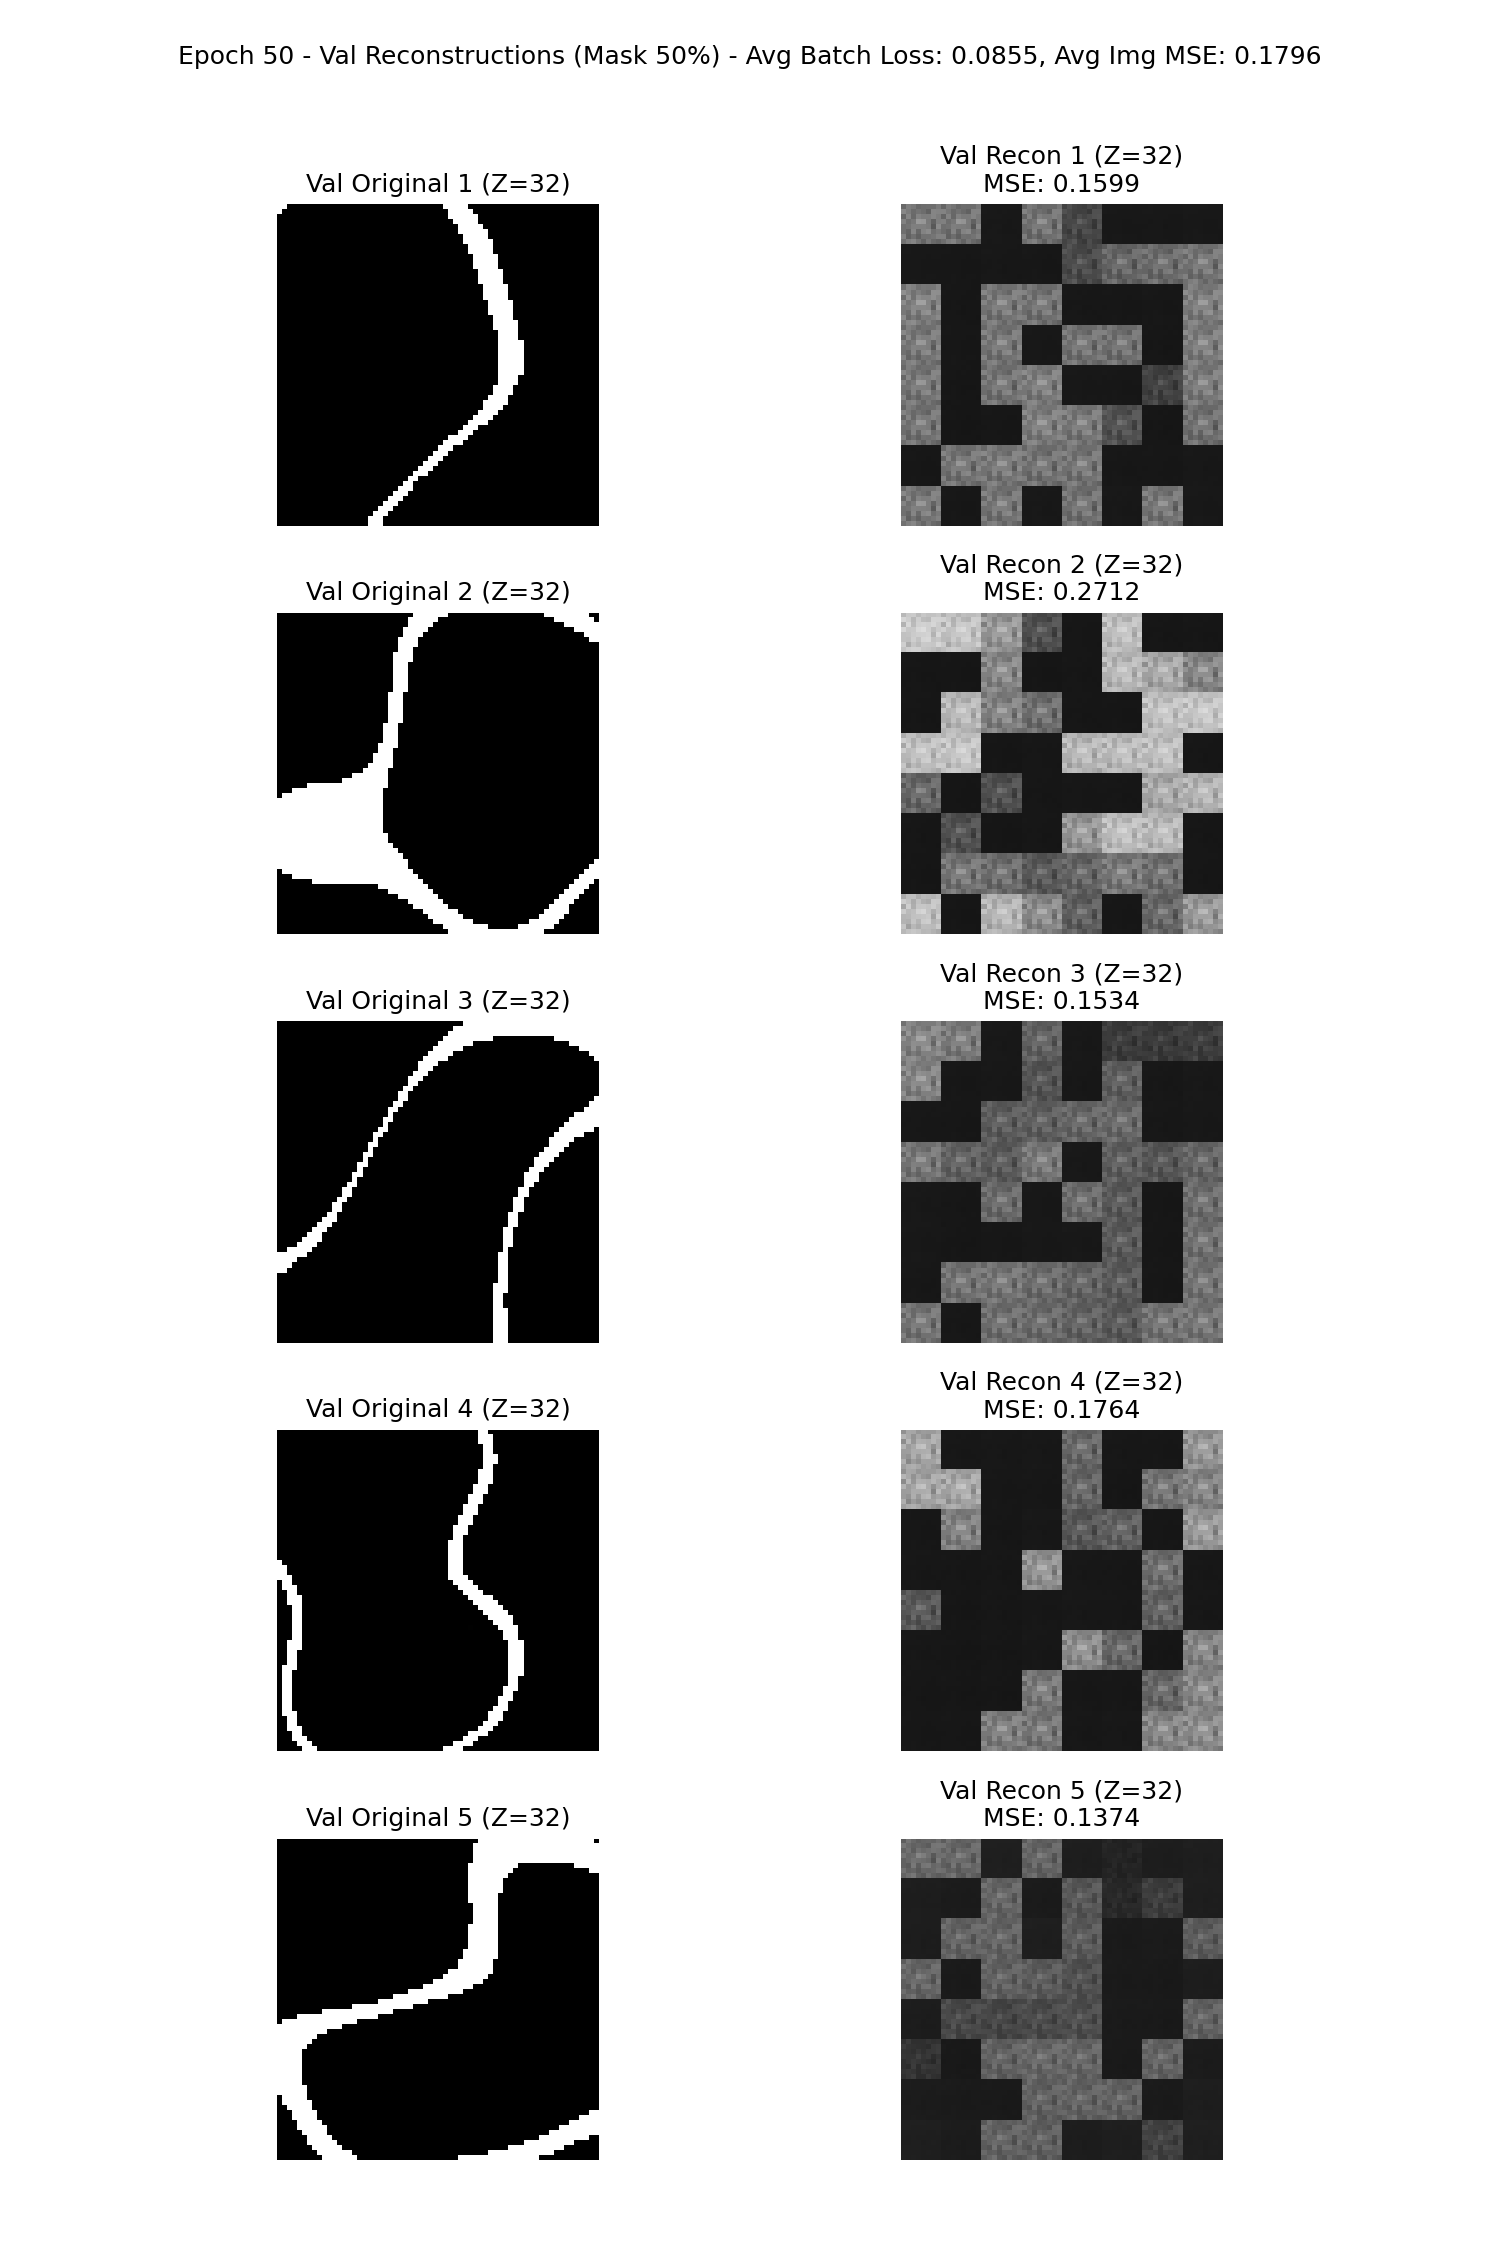 Epoch 50 - Val Reconstructions (Mask 50%) - Avg Batch Loss: 0.0855, Avg Img MSE: 0.1796
Val Original 1 (Z=32)
Val Recon 1 (Z=32)
MSE: 0.1599
Val Original 2 (Z=32)
Val Recon 2 (Z=32)
MSE: 0.2712
Val Original 3 (Z=32)
Val Recon 3 (Z=32)
MSE: 0.1534
Val Original 4 (Z=32)
Val Recon 4 (Z=32)
MSE: 0.1764
Val Original 5 (Z=32)
Val Recon 5 (Z=32)
MSE: 0.1374